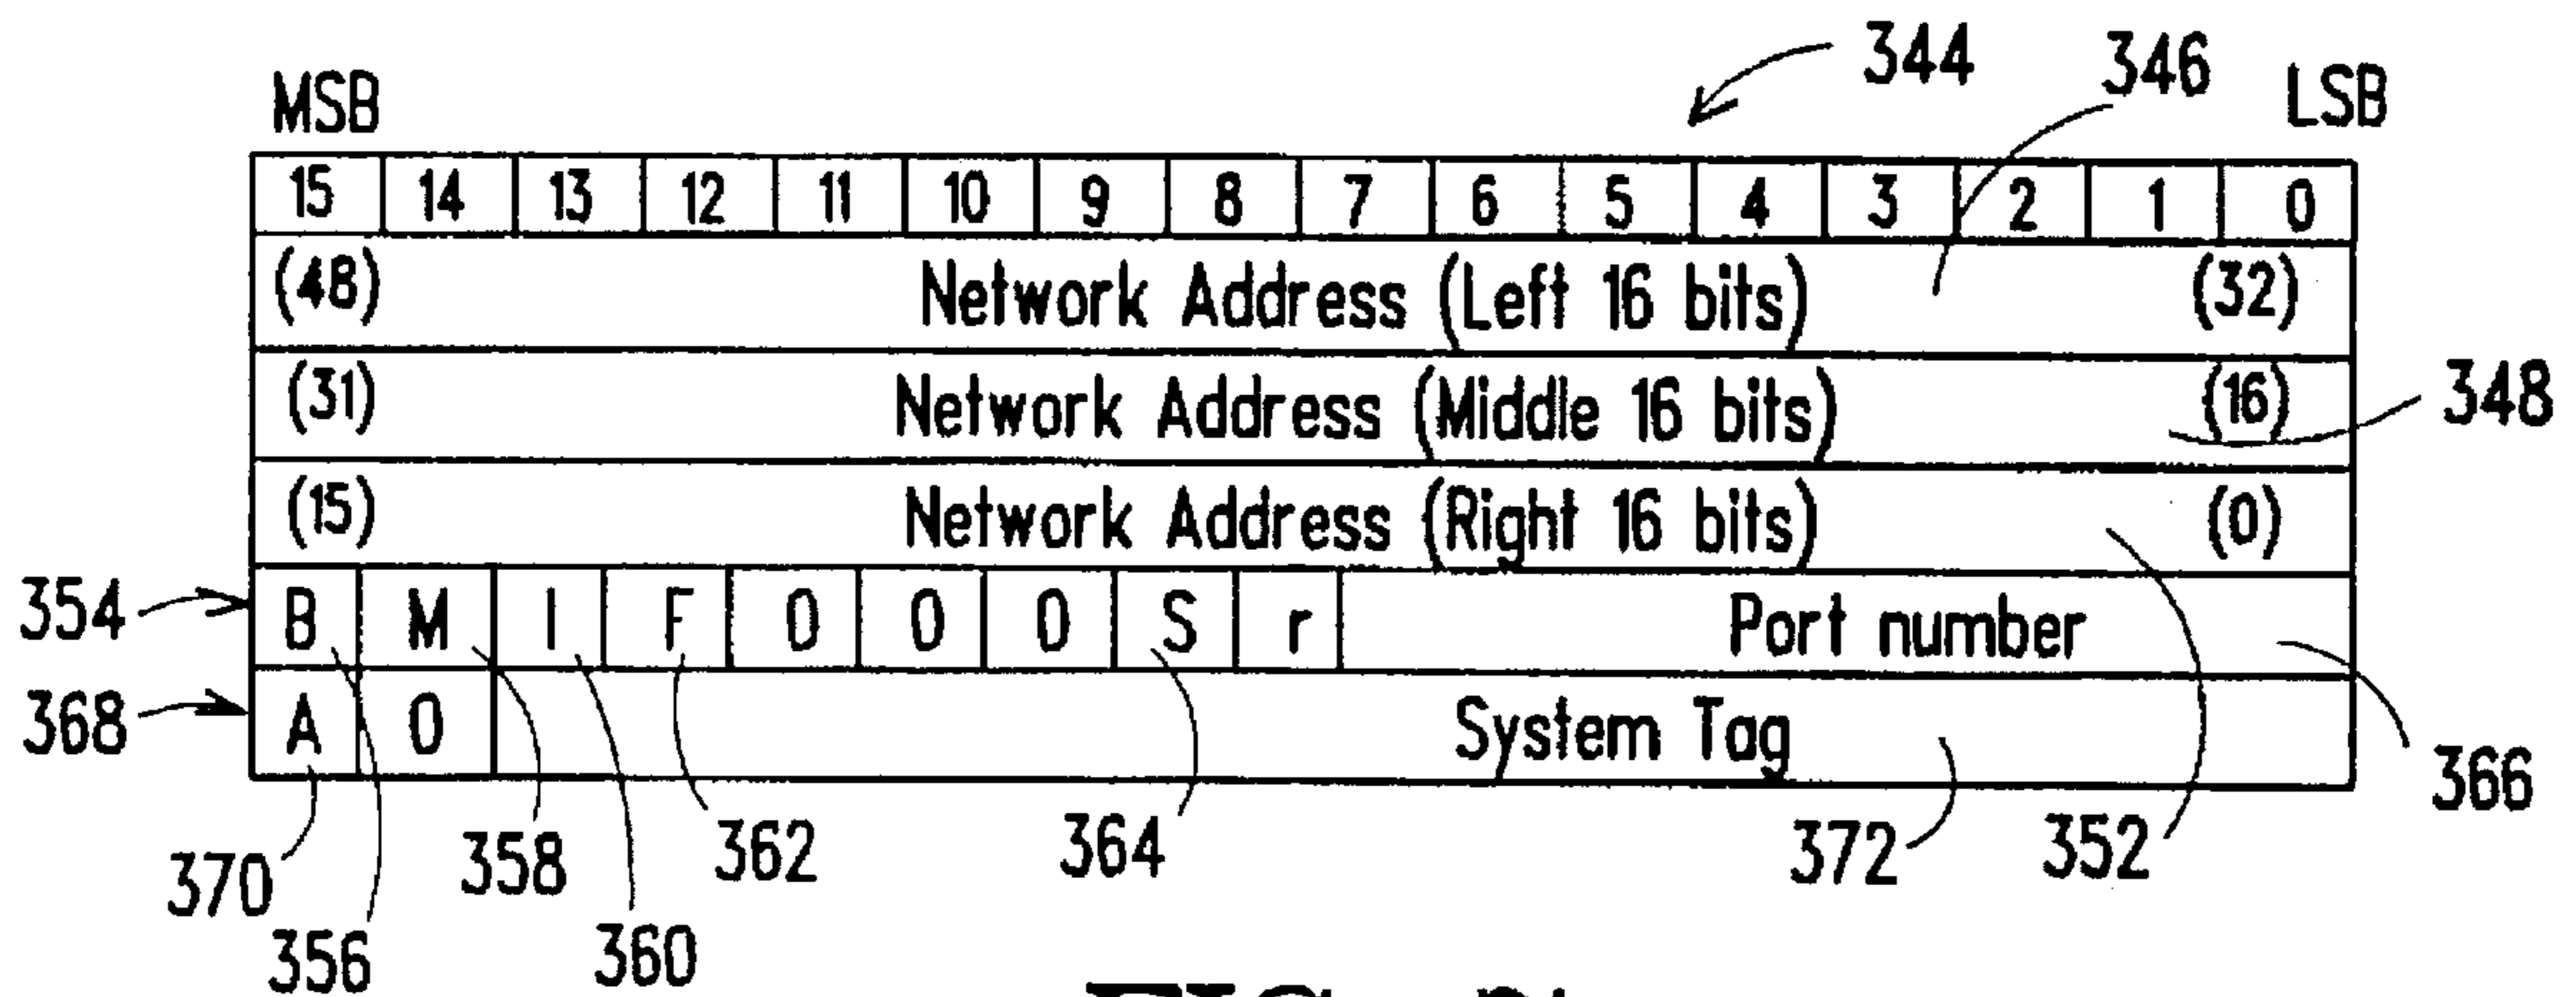 344
346
MSB
LSB
15 14 13 12 11 10 9 8 7 6 5 4 3 2 1 0
(48) Network Address (Left 16 bits) (32)
(31) Network Address (Middle 16 bits) (16)
348
(15) Network Address (Right 16 bits) (0)
354 B M I F 0 0 0 S r Port number
368 A 0 System Tag
366
370 358 362 364 372 352
356 360